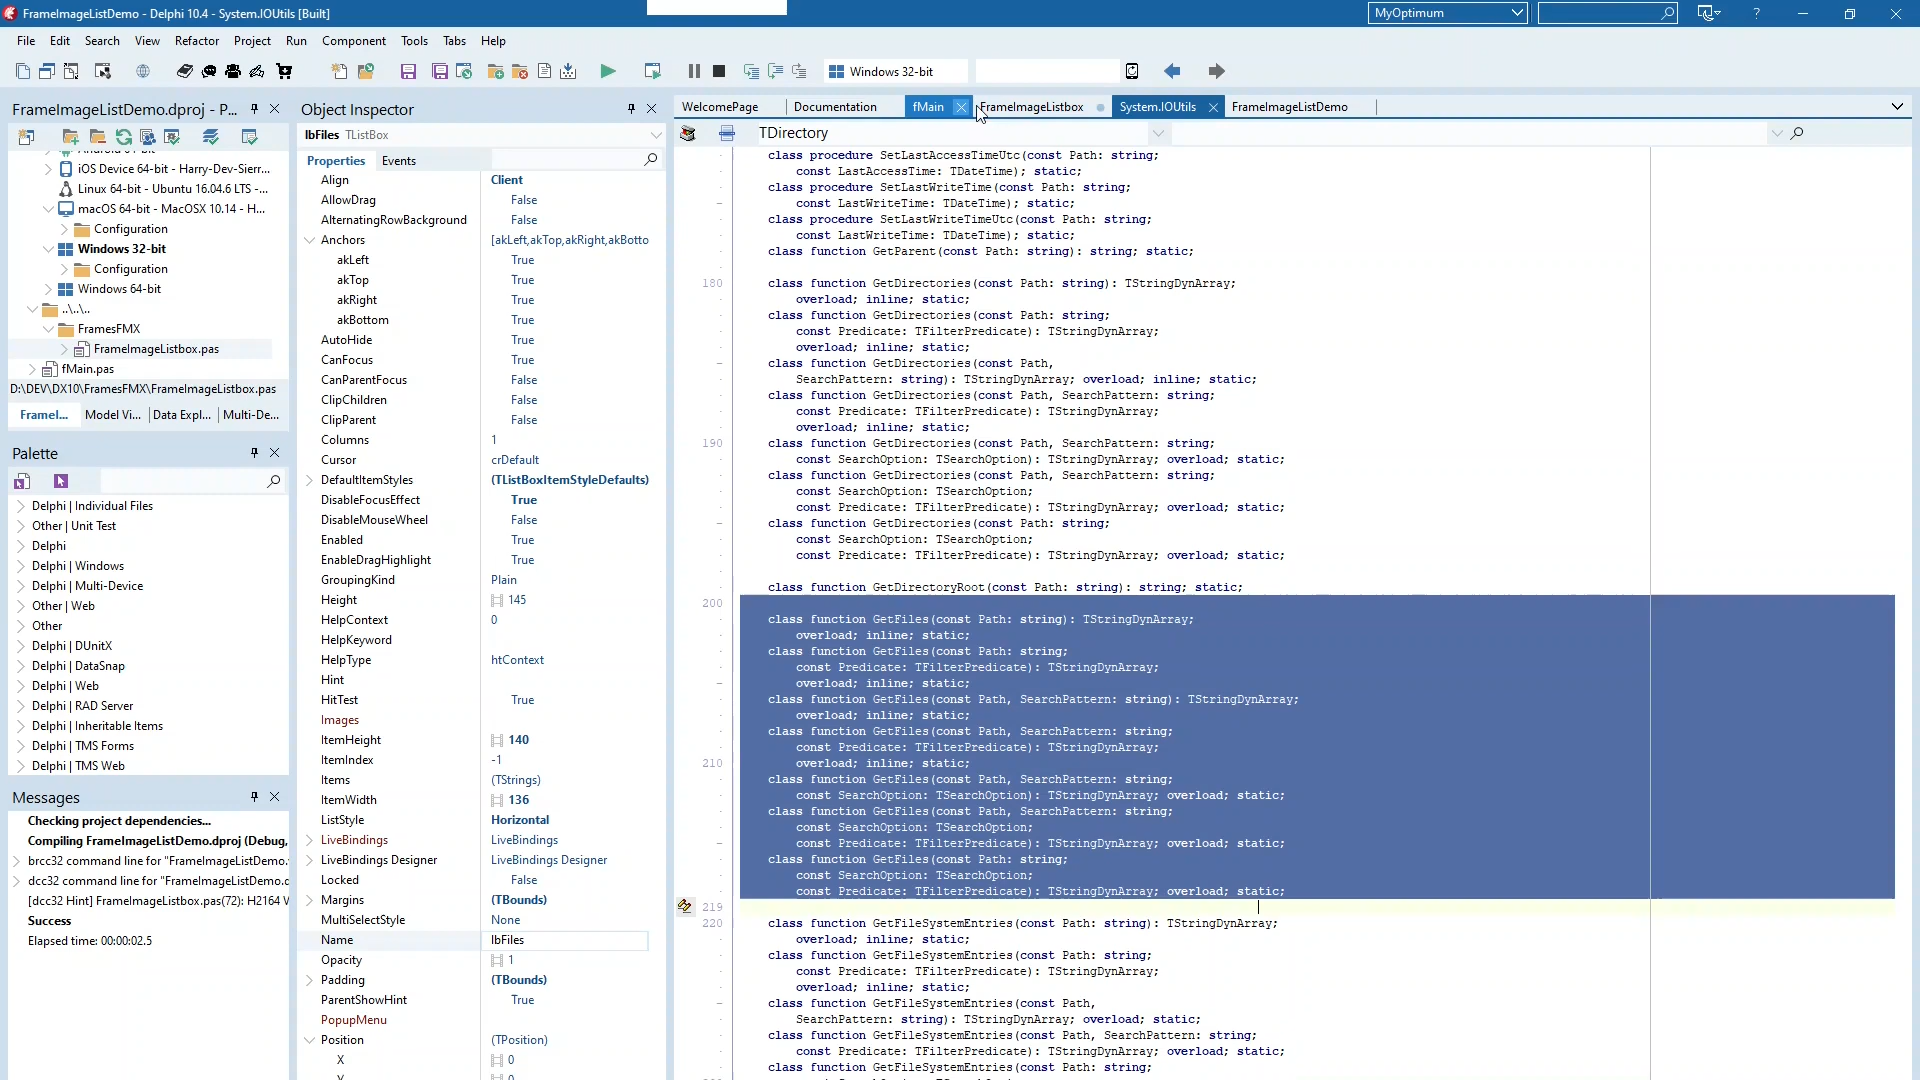 FrameImageListDemo - Delphi 10.4 - System.IOUtils [Built]
MyOptimum
?
File Edit Search View Refactor Project Run Component Tools Tabs Help
Windows 32-bit
FrameImageListDemo.dproj - P...
iOS Device 64-bit - Harry-Dev-Sierr...
Linux 64-bit - Ubuntu 16.04.6 LTS -...
macOS 64-bit - MacOSX 10.14 - H...
Configuration
Windows 32-bit
Configuration
Windows 64-bit
..\..\..
FramesFMX
FrameImageListbox.pas
fMain.pas
D:\DEV\DX10\FramesFMX\FrameImageListbox.pas
FrameI... Model Vi... Data Expl... Multi-De...
Palette
Delphi | Individual Files
Other | Unit Test
Delphi
Delphi | Windows
Delphi | Multi-Device
Other | Web
Other
Delphi | DUnitX
Delphi | DataSnap
Delphi | Web
Delphi | RAD Server
Delphi | Inheritable Items
Delphi | TMS Forms
Delphi | TMS Web
Messages
Checking project dependencies...
Compiling FrameImageListDemo.dproj (Debug,
brcc32 command line for "FrameImageListDemo.
dcc32 command line for "FrameImageListDemo.d
[dcc32 Hint] FrameImageListbox.pas(72): H2164 V
Success
Elapsed time: 00:00:02.5
Object Inspector
lbFiles TListBox
Properties Events
Align Client
AllowDrag False
AlternatingRowBackground False
Anchors [akLeft,akTop,akRight,akBotto
akLeft True
akTop True
akRight True
akBottom True
AutoHide True
CanFocus True
CanParentFocus False
ClipChildren False
ClipParent False
Columns 1
Cursor crDefault
DefaultItemStyles (TListBoxItemStyleDefaults)
DisableFocusEffect True
DisableMouseWheel False
Enabled True
EnableDragHighlight True
GroupingKind Plain
Height 145
HelpContext 0
HelpKeyword
HelpType htContext
Hint
HitTest True
Images
ItemHeight 140
ItemIndex -1
Items (TStrings)
ItemWidth 136
ListStyle Horizontal
LiveBindings LiveBindings
LiveBindings Designer LiveBindings Designer
Locked False
Margins (TBounds)
MultiSelectStyle None
Name lbFiles
Opacity 1
Padding (TBounds)
ParentShowHint True
PopupMenu
Position (TPosition)
X 0
WelcomePage Documentation fMain FrameImageListbox System.IOUtils FrameImageListDemo
TDirectory
class procedure SetLastAccessTimeUtc(const Path: string;
const LastAccessTime: TDateTime); static;
class procedure SetLastWriteTime(const Path: string;
const LastWriteTime: TDateTime); static;
class procedure SetLastWriteTimeUtc(const Path: string;
const LastWriteTime: TDateTime); static;
class function GetParent(const Path: string): string; static;
180 class function GetDirectories(const Path: string): TStringDynArray;
overload; inline; static;
class function GetDirectories(const Path: string;
const Predicate: TFilterPredicate): TStringDynArray;
overload; inline; static;
class function GetDirectories(const Path,
SearchPattern: string): TStringDynArray; overload; inline; static;
class function GetDirectories(const Path, SearchPattern: string;
const Predicate: TFilterPredicate): TStringDynArray;
overload; inline; static;
190 class function GetDirectories(const Path, SearchPattern: string;
const SearchOption: TSearchOption): TStringDynArray; overload; static;
class function GetDirectories(const Path, SearchPattern: string;
const SearchOption: TSearchOption;
const Predicate: TFilterPredicate): TStringDynArray; overload; static;
class function GetDirectories(const Path: string;
const SearchOption: TSearchOption;
const Predicate: TFilterPredicate): TStringDynArray; overload; static;
class function GetDirectoryRoot(const Path: string): string; static;
200
class function GetFiles(const Path: string): TStringDynArray;
overload; inline; static;
class function GetFiles(const Path: string;
const Predicate: TFilterPredicate): TStringDynArray;
overload; inline; static;
class function GetFiles(const Path, SearchPattern: string): TStringDynArray;
overload; inline; static;
class function GetFiles(const Path, SearchPattern: string;
const Predicate: TFilterPredicate): TStringDynArray;
210 overload; inline; static;
class function GetFiles(const Path, SearchPattern: string;
const SearchOption: TSearchOption): TStringDynArray; overload; static;
class function GetFiles(const Path, SearchPattern: string;
const SearchOption: TSearchOption;
const Predicate: TFilterPredicate): TStringDynArray; overload; static;
class function GetFiles(const Path: string;
const SearchOption: TSearchOption;
const Predicate: TFilterPredicate): TStringDynArray; overload; static;
219
220 class function GetFileSystemEntries(const Path: string): TStringDynArray;
overload; inline; static;
class function GetFileSystemEntries(const Path: string;
const Predicate: TFilterPredicate): TStringDynArray;
overload; inline; static;
class function GetFileSystemEntries(const Path,
SearchPattern: string): TStringDynArray; overload; static;
class function GetFileSystemEntries(const Path, SearchPattern: string;
const Predicate: TFilterPredicate): TStringDynArray; overload; static;
class function GetFileSystemEntries(const Path, SearchPattern: string;